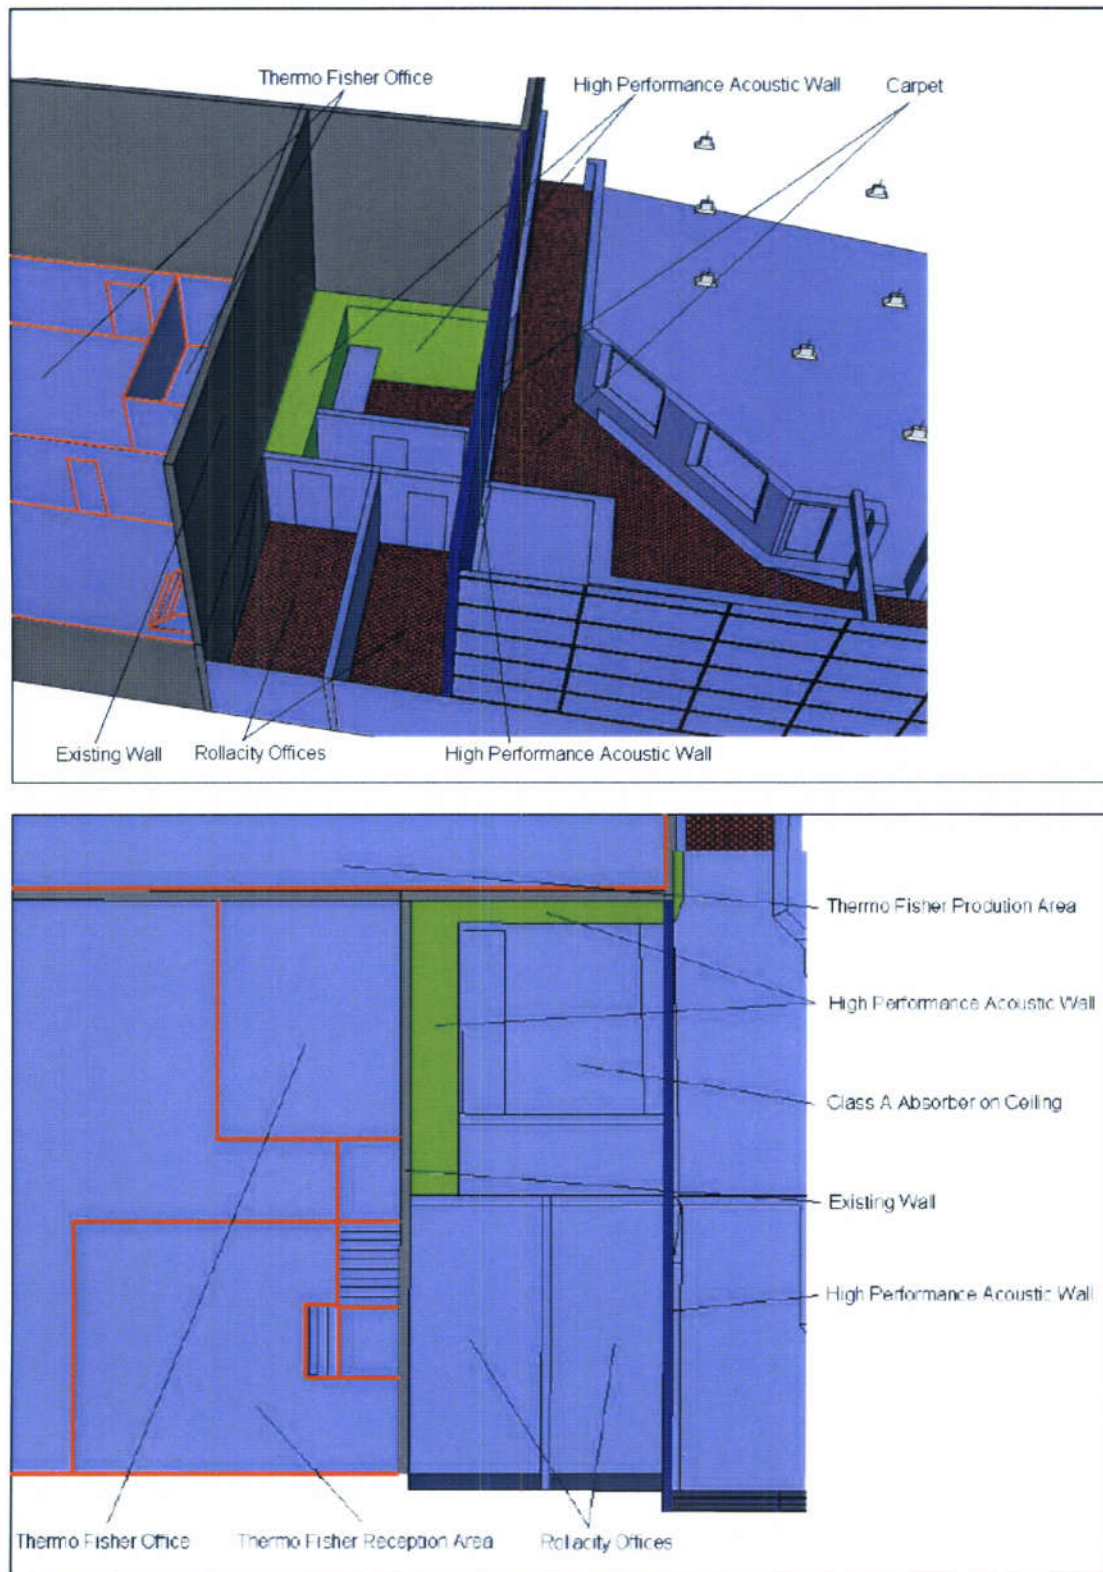 Thermo Fisher Office
High Performance Acoustic Wall
Carpet
Existing Wall
Rollacity Offices
High Performance Acoustic Wall
Thermo Fisher Prodution Area
High Performance Acoustic Wall
Class A Absorber on Ceiling
Existing Wall
High Performance Acoustic Wall
Thermo Fisher Office
Thermo Fisher Reception Area
Rollacity Offices